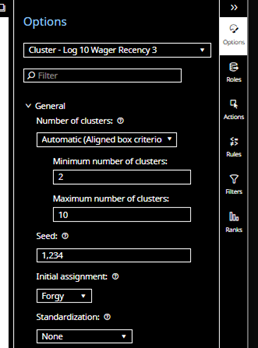 Options
Cluster - Log 10 Wager Recency 3
Filter
General
Number of clusters:
Automatic (Aligned box criterio
Minimum number of clusters:
2
Maximum number of clusters:
10
Seed:
1,234
Initial assignment:
Forgy
Standardization:
None
Options
Roles
Actions
Rules
Filters
Ranks